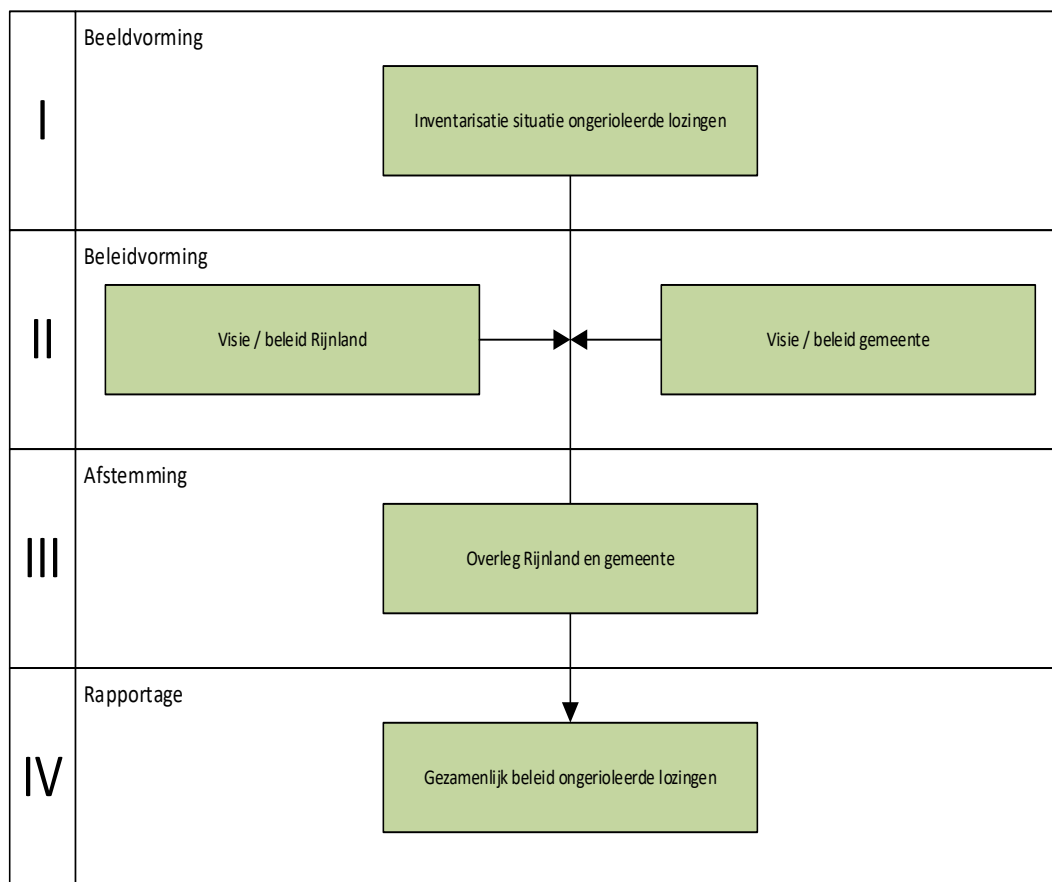 I
Beeldvorming
Inventarisatie situatie ongerioleerde lozingen
II
Beleidvorming
Visie / beleid Rijnland
Visie / beleid gemeente
III
Afstemming
Overleg Rijnland en gemeente
IV
Rapportage
Gezamenlijk beleid ongerioleerde lozingen